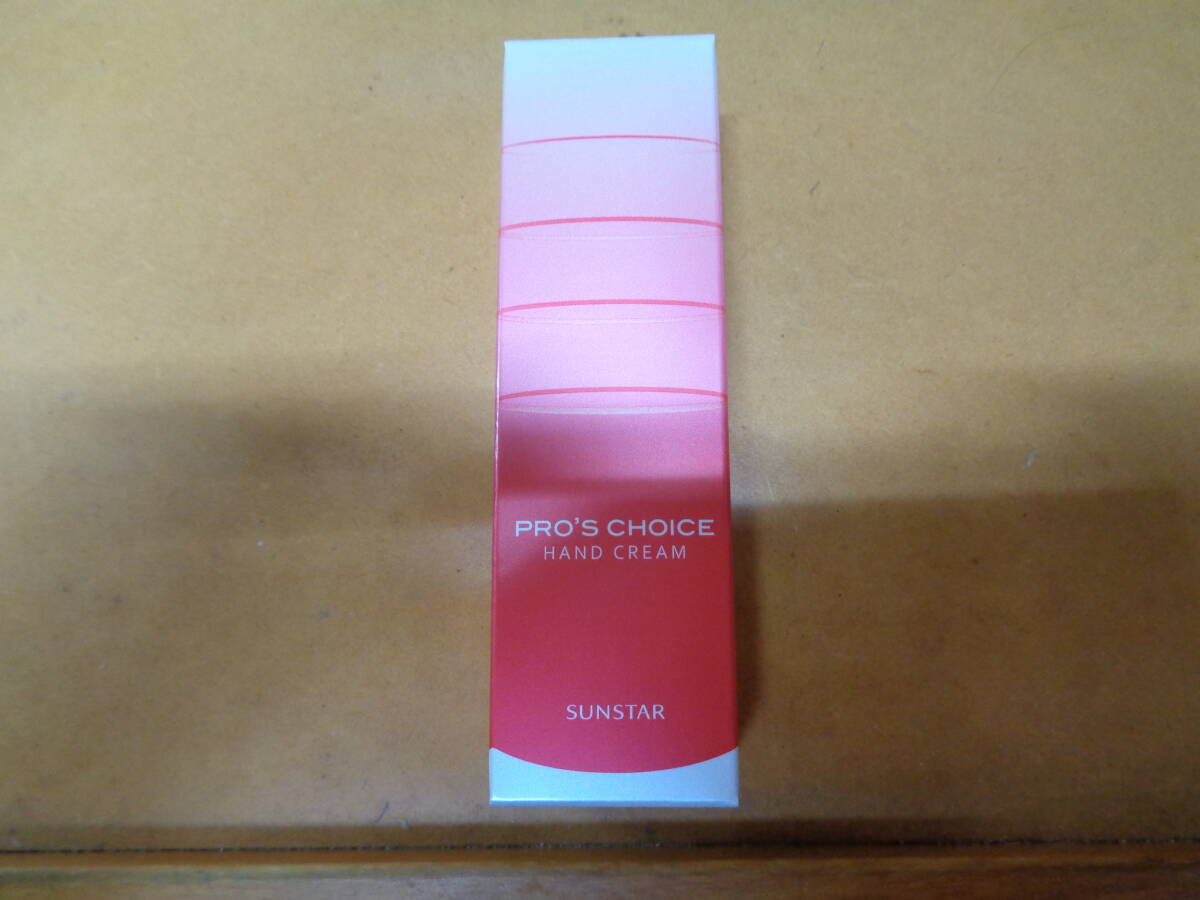 PRO'S CHOICE
HAND CREAM
SUNSTAR